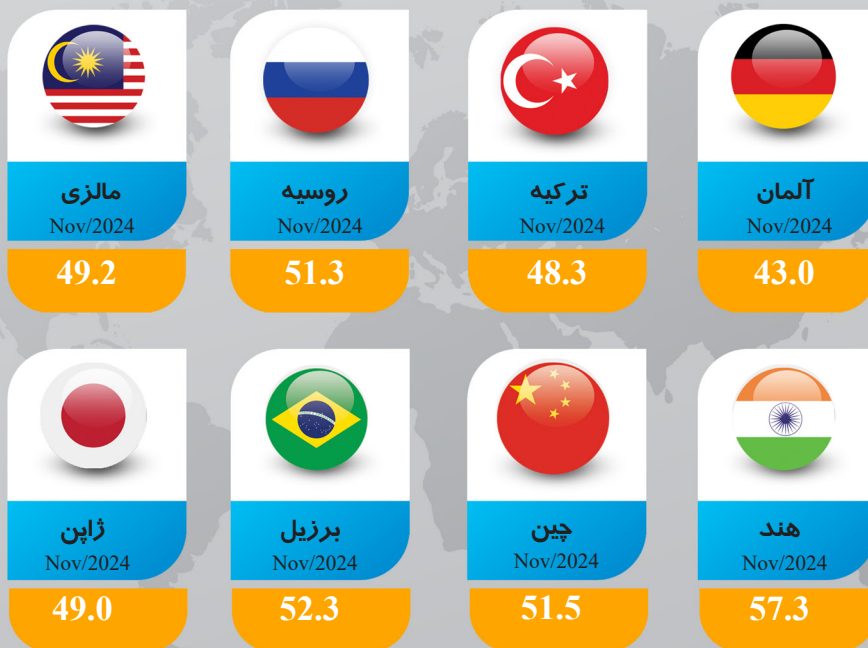 آلمان
Nov/2024
43.0
ترکیه
Nov/2024
48.3
روسیه
Nov/2024
51.3
مالزی
Nov/2024
49.2
هند
Nov/2024
57.3
چین
Nov/2024
51.5
برزیل
Nov/2024
52.3
ژاپن
Nov/2024
49.0